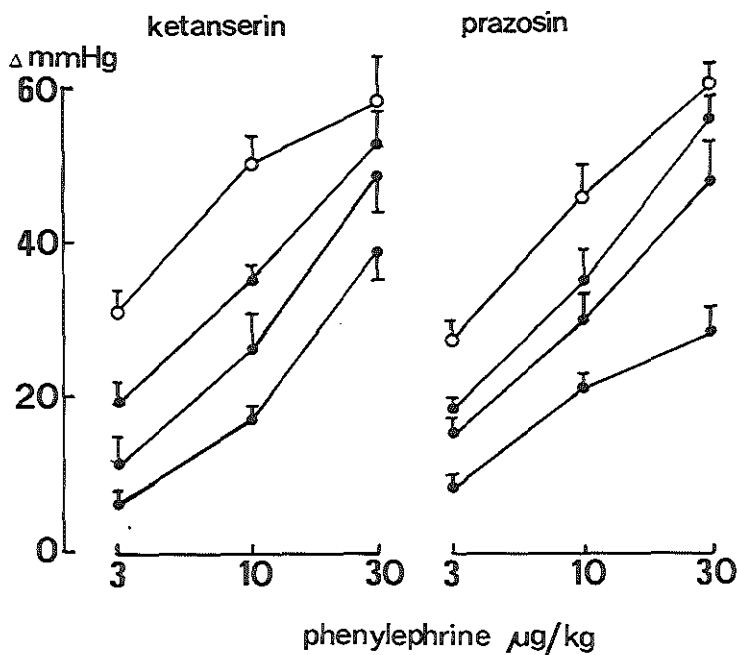 ketanserin prazosin
Δ mmHg
60
40
20
0
3 10 30 3 10 30
phenylephrine μg/kg